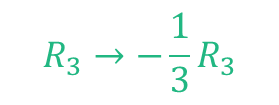 R₃ → −1/3 R₃